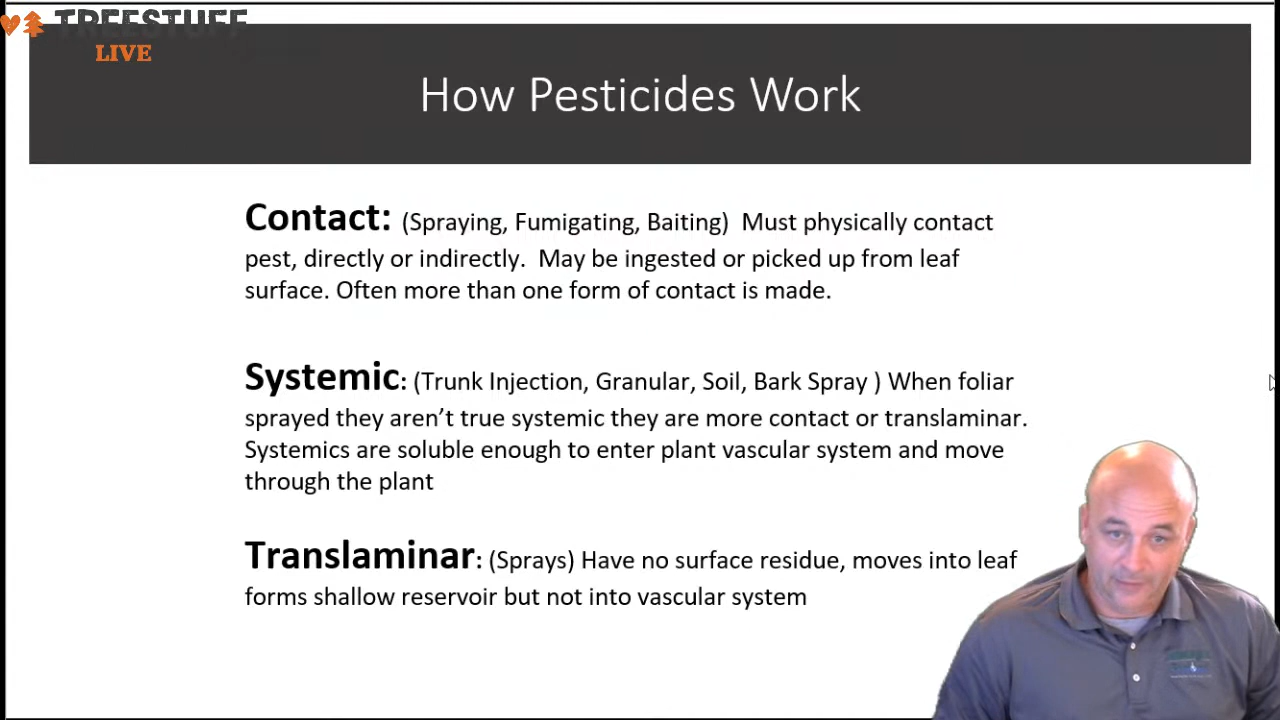 TREESTUFF
LIVE
How Pesticides Work
Contact: (Spraying, Fumigating, Baiting)  Must physically contact
pest, directly or indirectly.  May be ingested or picked up from leaf
surface. Often more than one form of contact is made.
Systemic: (Trunk Injection, Granular, Soil, Bark Spray ) When foliar
sprayed they aren’t true systemic they are more contact or translaminar.
Systemics are soluble enough to enter plant vascular system and move
through the plant
Translaminar: (Sprays) Have no surface residue, moves into leaf
forms shallow reservoir but not into vascular system